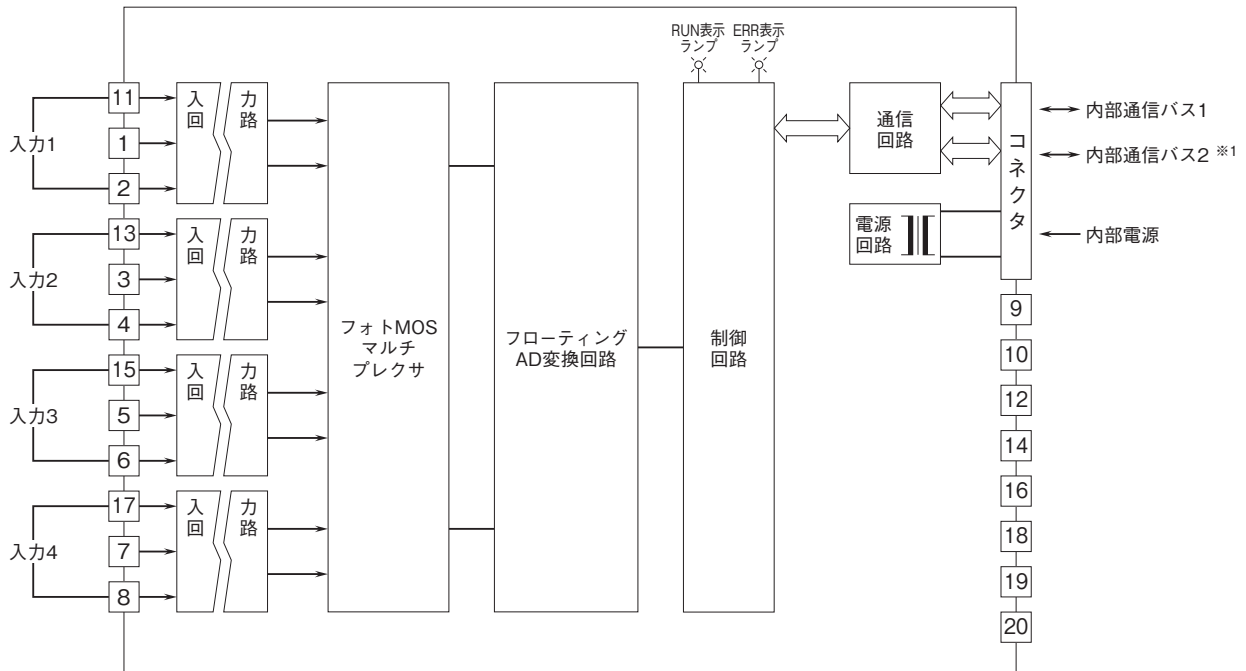 RUN表示
ランプ
ERR表示
ランプ
入力1
11
1
2
入回
力路
入力2
13
3
4
入回
力路
入力3
15
5
6
入回
力路
入力4
17
7
8
入回
力路
フォトMOS
マルチ
プレクサ
フローティング
AD変換回路
制御
回路
通信
回路
電源
回路
コネクタ
内部通信バス1
内部通信バス2 ※1
内部電源
9
10
12
14
16
18
19
20